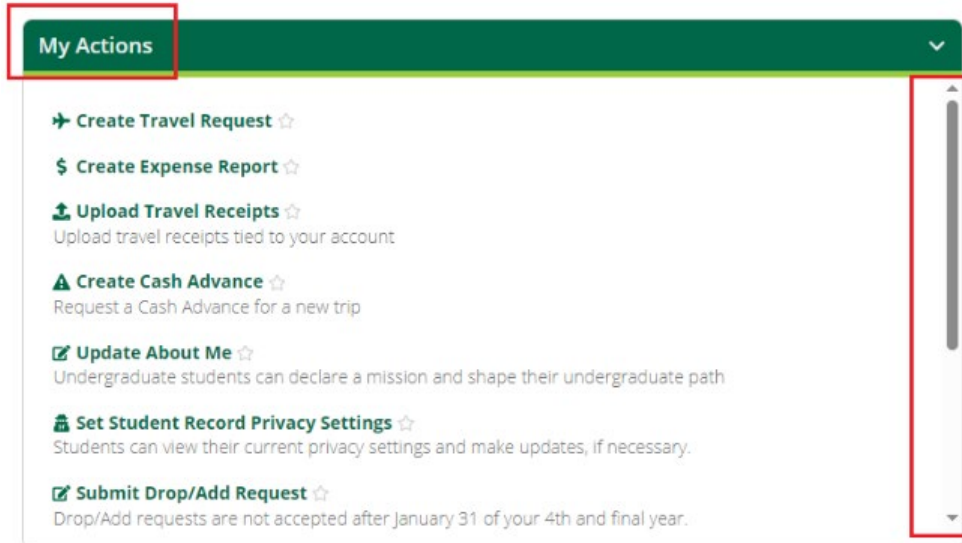 My Actions
Create Travel Request
$ Create Expense Report
Upload Travel Receipts
Upload travel receipts tied to your account
Create Cash Advance
Request a Cash Advance for a new trip
Update About Me
Undergraduate students can declare a mission and shape their undergraduate path
Set Student Record Privacy Settings
Students can view their current privacy settings and make updates, if necessary.
Submit Drop/Add Request
Drop/Add requests are not accepted after January 31 of your 4th and final year.